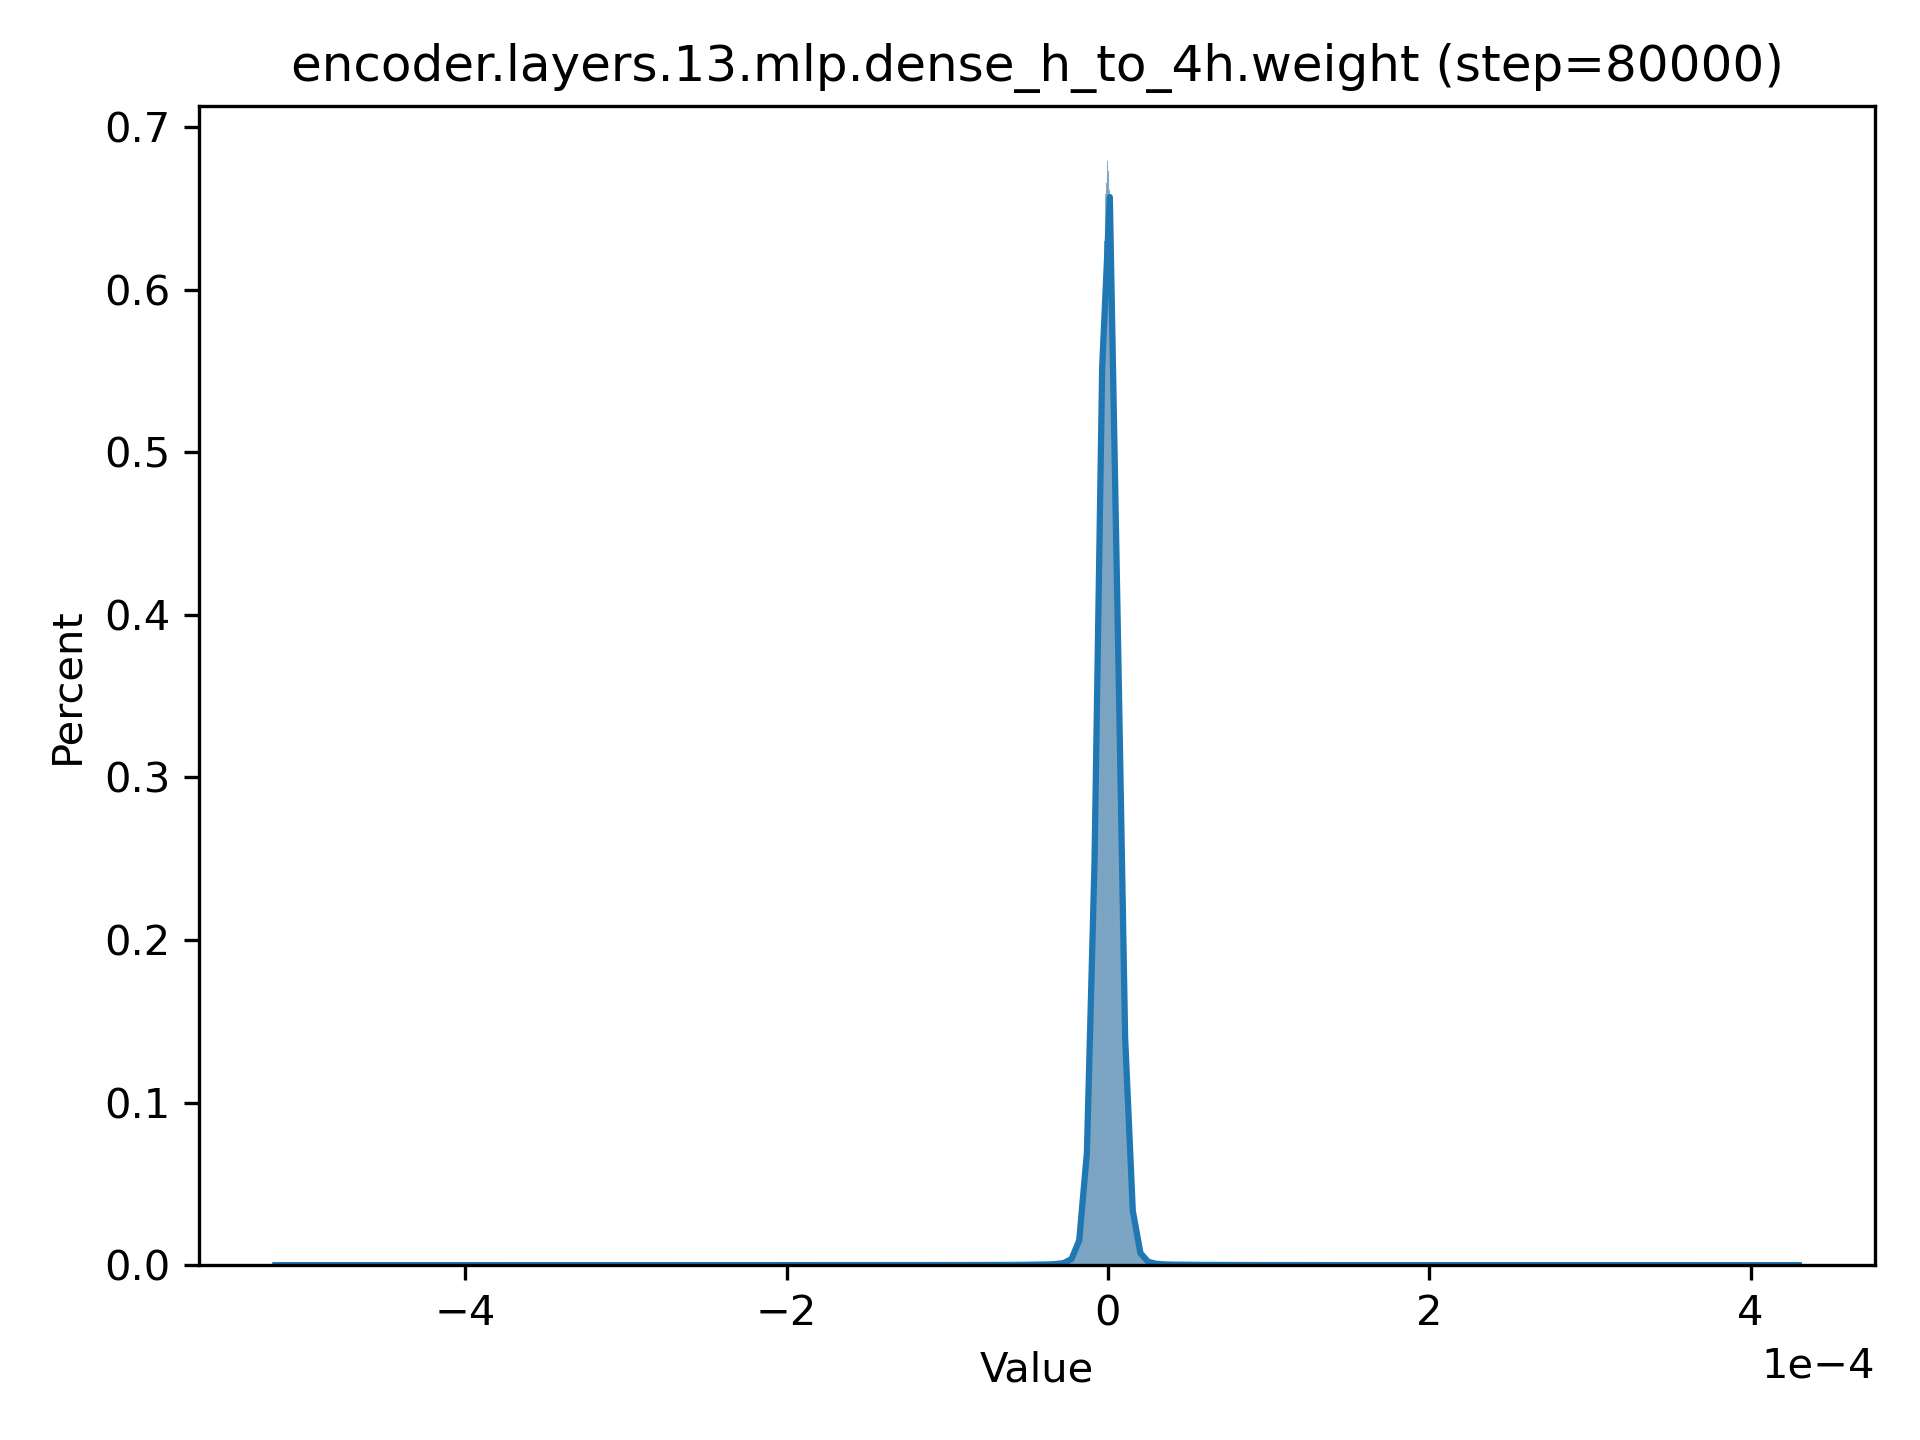 encoder.layers.13.mlp.dense_h_to_4h.weight (step=80000)
0.7
0.6
0.5
0.4
0.3
0.2
0.1
0.0
Percent
−4 −2 0 2 4
1e−4
Value